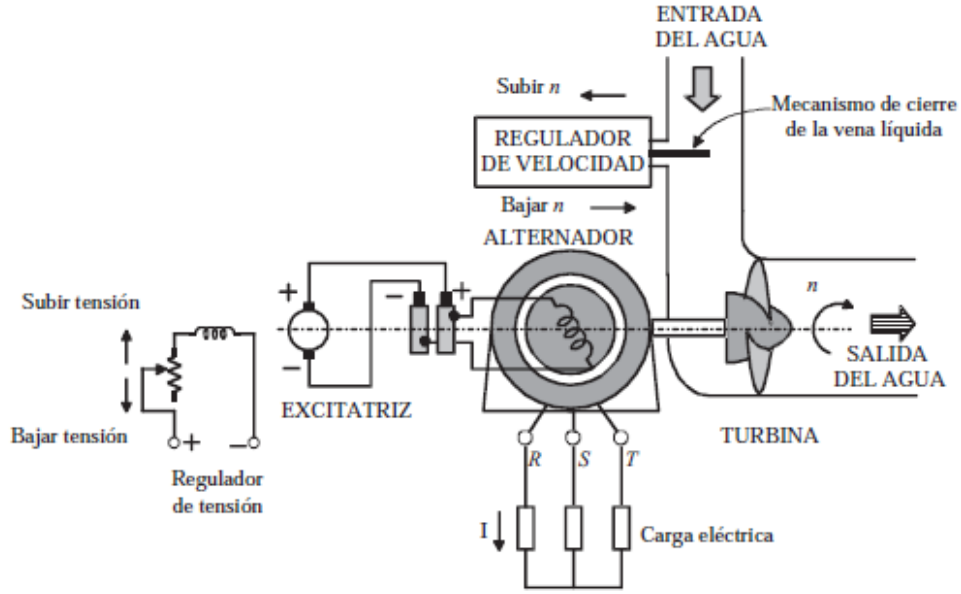 ENTRADA
DEL AGUA
Subir n
Mecanismo de cierre
de la vena líquida
REGULADOR
DE VELOCIDAD
Bajar n
ALTERNADOR
Subir tensión
+
-
+
n
-
SALIDA
DEL AGUA
EXCITATRIZ
Bajar tensión
+
-
TURBINA
R
S
T
Regulador
de tensión
I
Carga eléctrica